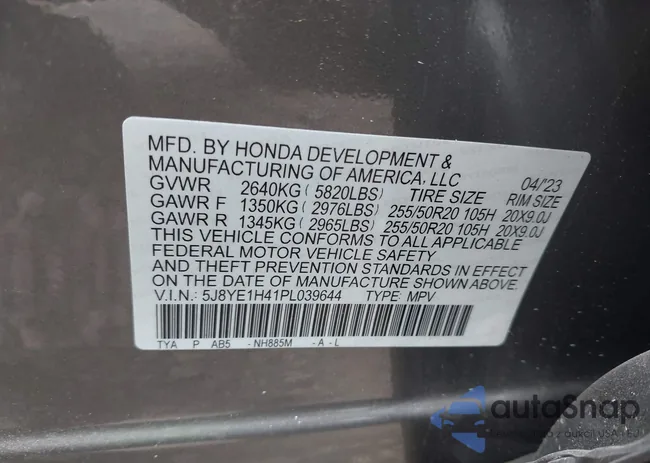 MFD. BY HONDA DEVELOPMENT &
MANUFACTURING OF AMERICA, LLC 04/'23
GVWR 2640KG ( 5820LBS) TIRE SIZE RIM SIZE
GAWR F 1350KG ( 2976LBS) 255/50R20 105H 20X9.0J
GAWR R 1345KG ( 2965LBS) 255/50R20 105H 20X9.0J
THIS VEHICLE CONFORMS TO ALL APPLICABLE
FEDERAL MOTOR VEHICLE SAFETY
AND THEFT PREVENTION STANDARDS IN EFFECT
ON THE DATE OF MANUFACTURE SHOWN ABOVE.
V.I.N.: 5J8YE1H41PL039644 TYPE: MPV
TYA P AB5 - NH885M - A - L
autoSnap
z aukcji USA i EU